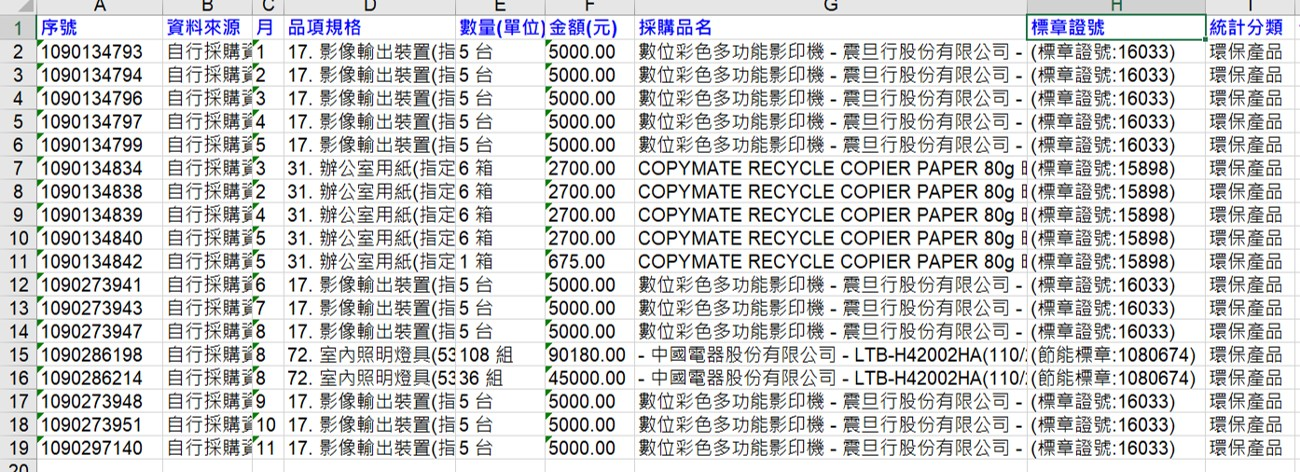 A B C D E F G H I
1 序號 資料來源 月 品項規格 數量(單位) 金額(元) 採購品名 標章證號 統計分類
2 1090134793 自行採購資 1 17. 影像輸出裝置(指 5 台 5000.00 數位彩色多功能影印機 - 震旦行股份有限公司 - (標章證號:16033) 環保產品
3 1090134794 自行採購資 2 17. 影像輸出裝置(指 5 台 5000.00 數位彩色多功能影印機 - 震旦行股份有限公司 - (標章證號:16033) 環保產品
4 1090134796 自行採購資 3 17. 影像輸出裝置(指 5 台 5000.00 數位彩色多功能影印機 - 震旦行股份有限公司 - (標章證號:16033) 環保產品
5 1090134797 自行採購資 4 17. 影像輸出裝置(指 5 台 5000.00 數位彩色多功能影印機 - 震旦行股份有限公司 - (標章證號:16033) 環保產品
6 1090134799 自行採購資 5 17. 影像輸出裝置(指 5 台 5000.00 數位彩色多功能影印機 - 震旦行股份有限公司 - (標章證號:16033) 環保產品
7 1090134834 自行採購資 3 31. 辦公室用紙(指定 6 箱 2700.00 COPYMATE RECYCLE COPIER PAPER 80g (標章證號:15898) 環保產品
8 1090134838 自行採購資 2 31. 辦公室用紙(指定 6 箱 2700.00 COPYMATE RECYCLE COPIER PAPER 80g (標章證號:15898) 環保產品
9 1090134839 自行採購資 4 31. 辦公室用紙(指定 6 箱 2700.00 COPYMATE RECYCLE COPIER PAPER 80g (標章證號:15898) 環保產品
10 1090134840 自行採購資 5 31. 辦公室用紙(指定 6 箱 2700.00 COPYMATE RECYCLE COPIER PAPER 80g (標章證號:15898) 環保產品
11 1090134842 自行採購資 5 31. 辦公室用紙(指定 1 箱 675.00 COPYMATE RECYCLE COPIER PAPER 80g (標章證號:15898) 環保產品
12 1090273941 自行採購資 6 17. 影像輸出裝置(指 5 台 5000.00 數位彩色多功能影印機 - 震旦行股份有限公司 - (標章證號:16033) 環保產品
13 1090273943 自行採購資 7 17. 影像輸出裝置(指 5 台 5000.00 數位彩色多功能影印機 - 震旦行股份有限公司 - (標章證號:16033) 環保產品
14 1090273947 自行採購資 8 17. 影像輸出裝置(指 5 台 5000.00 數位彩色多功能影印機 - 震旦行股份有限公司 - (標章證號:16033) 環保產品
15 1090286198 自行採購資 8 72. 室內照明燈具(53 108 組 90180.00 - 中國電器股份有限公司 - LTB-H42002HA(110/ (節能標章:1080674) 環保產品
16 1090286214 自行採購資 8 72. 室內照明燈具(53 36 組 45000.00 - 中國電器股份有限公司 - LTB-H42002HA(110/ (節能標章:1080674) 環保產品
17 1090273948 自行採購資 9 17. 影像輸出裝置(指 5 台 5000.00 數位彩色多功能影印機 - 震旦行股份有限公司 - (標章證號:16033) 環保產品
18 1090273951 自行採購資 10 17. 影像輸出裝置(指 5 台 5000.00 數位彩色多功能影印機 - 震旦行股份有限公司 - (標章證號:16033) 環保產品
19 1090297140 自行採購資 11 17. 影像輸出裝置(指 5 台 5000.00 數位彩色多功能影印機 - 震旦行股份有限公司 - (標章證號:16033) 環保產品
20